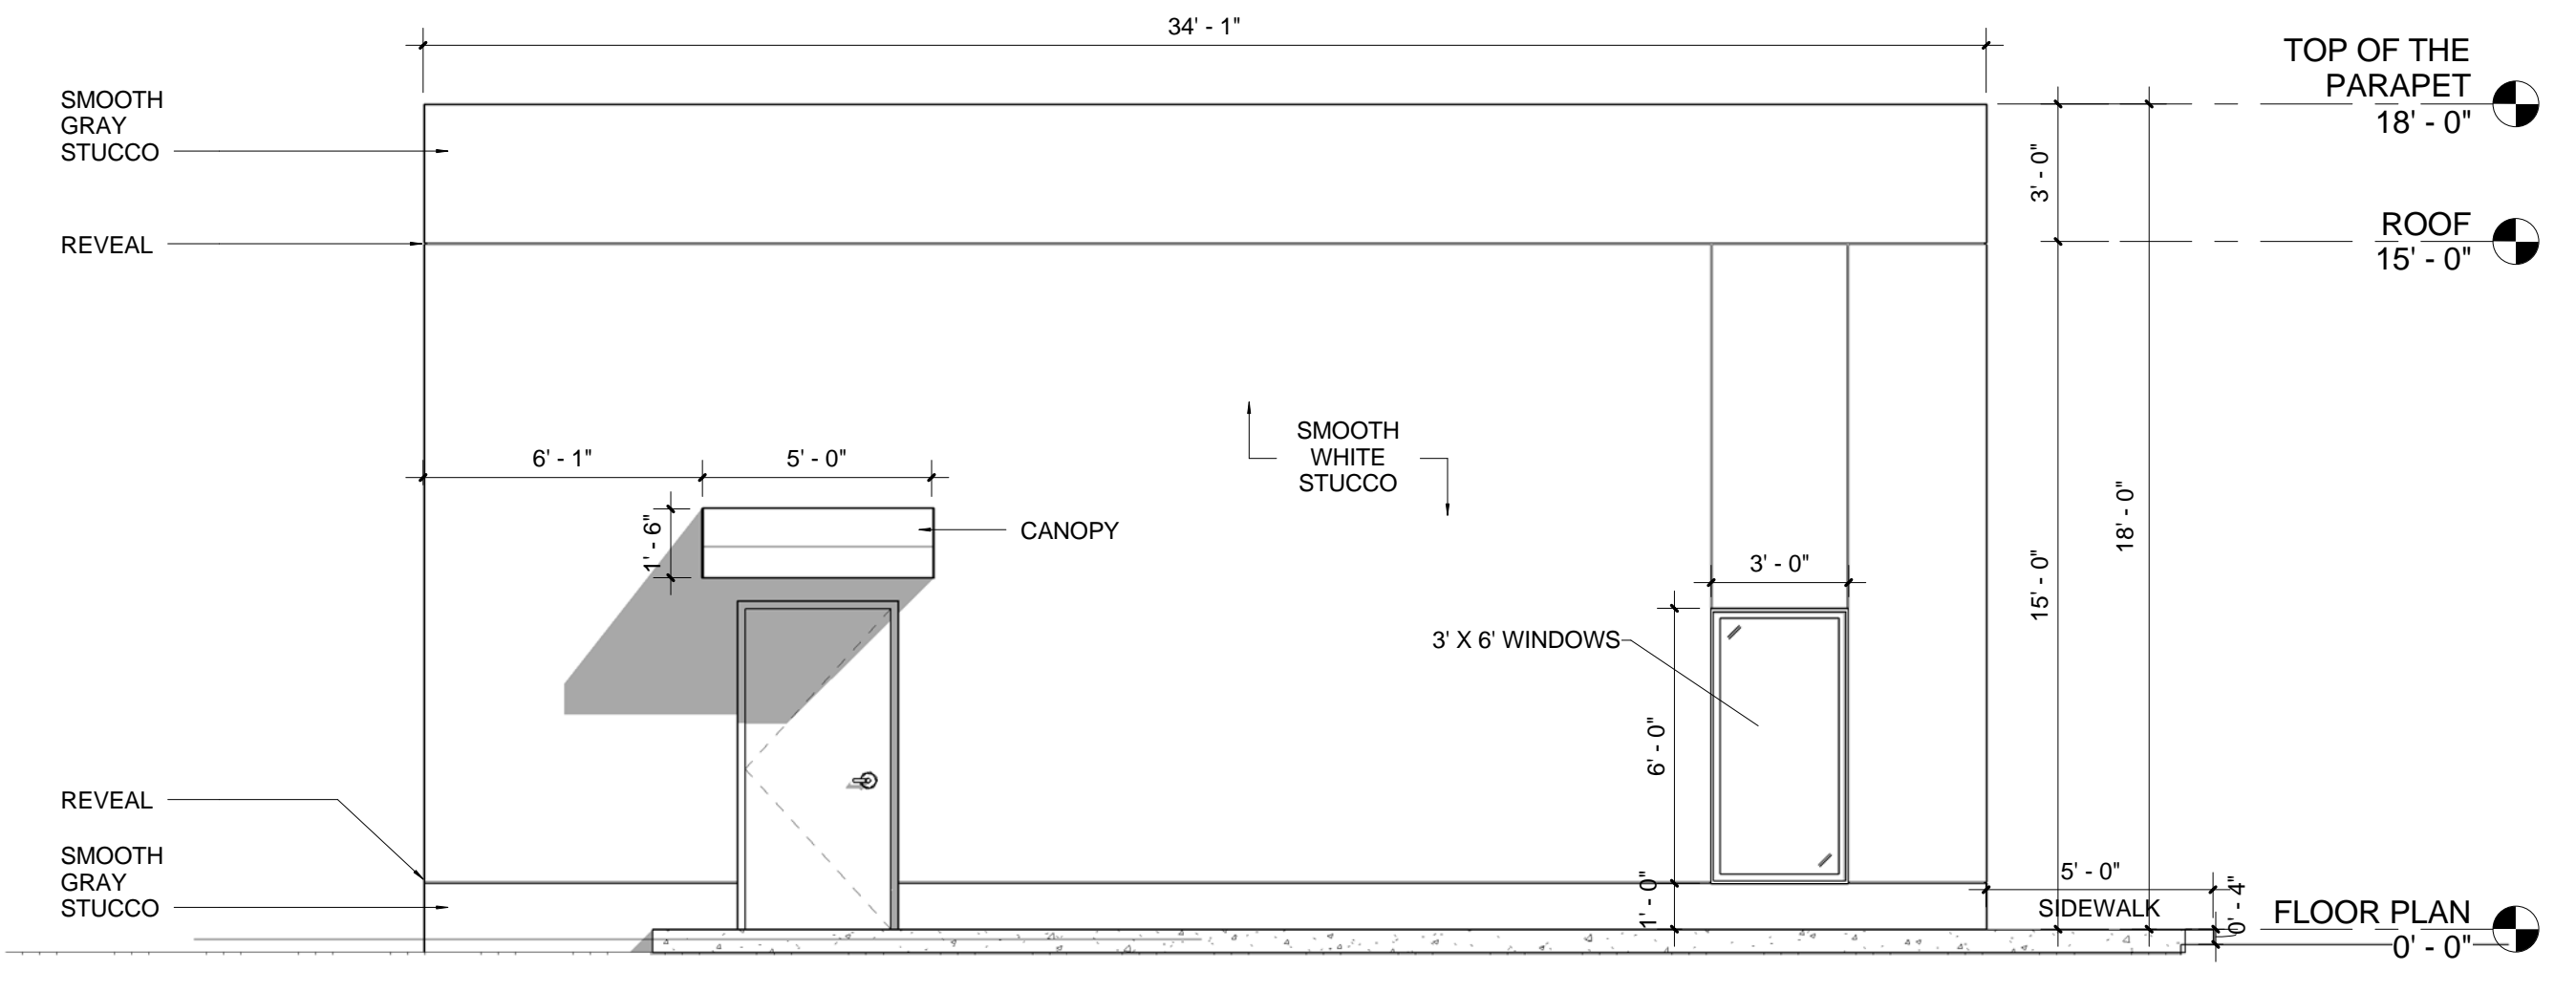 34' - 1"
TOP OF THE
PARAPET
18' - 0"
SMOOTH
GRAY
STUCCO
3' - 0"
REVEAL
ROOF
15' - 0"
SMOOTH
WHITE
STUCCO
6' - 1"
5' - 0"
1' - 6"
CANOPY
18' - 0"
15' - 0"
3' - 0"
3' X 6' WINDOWS
6' - 0"
REVEAL
SMOOTH
GRAY
STUCCO
1' - 0"
5' - 0"
SIDEWALK
0' - 4"
FLOOR PLAN
0' - 0"